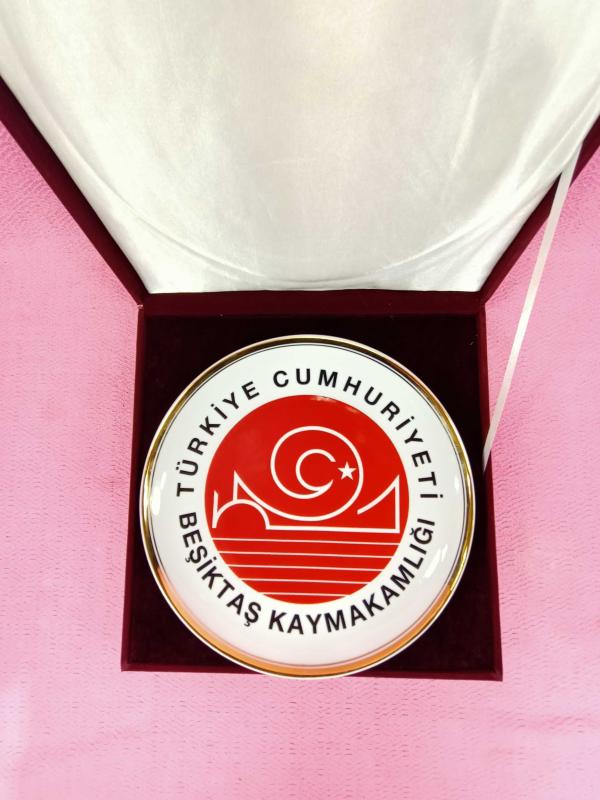 TÜRKİYE CUMHURİYETİ
BEŞİKTAŞ KAYMAKAMLIĞI